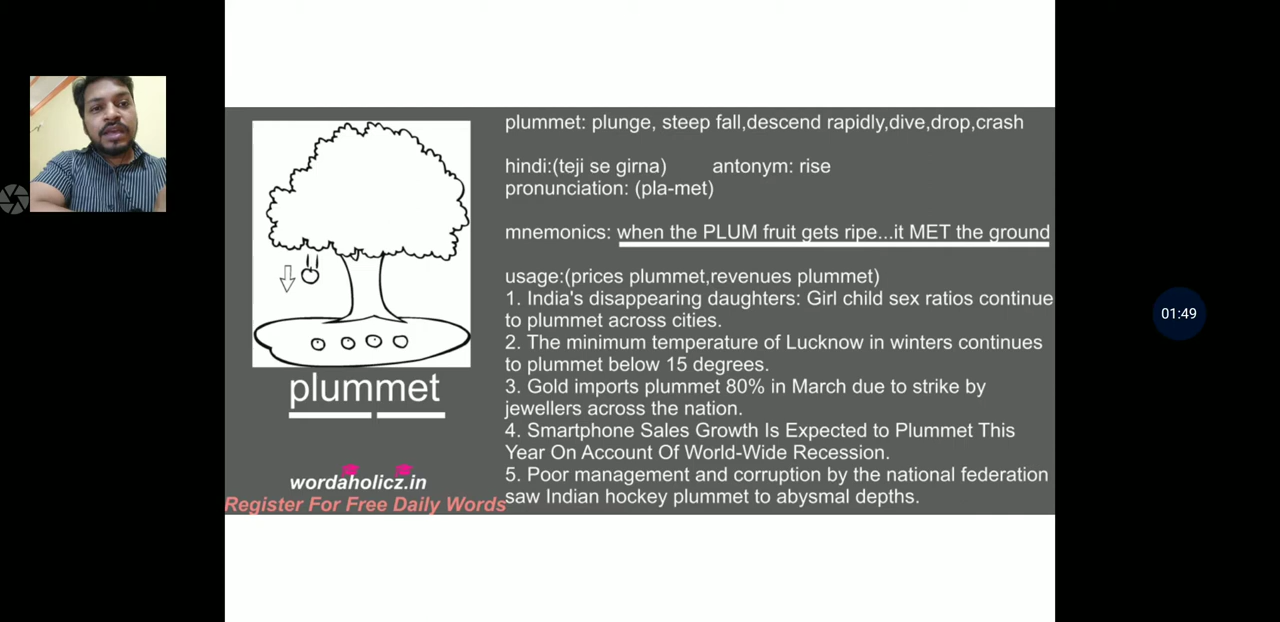 plummet: plunge, steep fall,descend rapidly,dive,drop,crash
hindi:(teji se girna) antonym: rise
pronunciation: (pla-met)
mnemonics: when the PLUM fruit gets ripe...it MET the ground
usage:(prices plummet,revenues plummet)
1. India's disappearing daughters: Girl child sex ratios continue
to plummet across cities.
2. The minimum temperature of Lucknow in winters continues
to plummet below 15 degrees.
3. Gold imports plummet 80% in March due to strike by
jewellers across the nation.
4. Smartphone Sales Growth Is Expected to Plummet This
Year On Account Of World-Wide Recession.
5. Poor management and corruption by the national federation
saw Indian hockey plummet to abysmal depths.
plummet
wordaholicz.in
Register For Free Daily Words
01:49